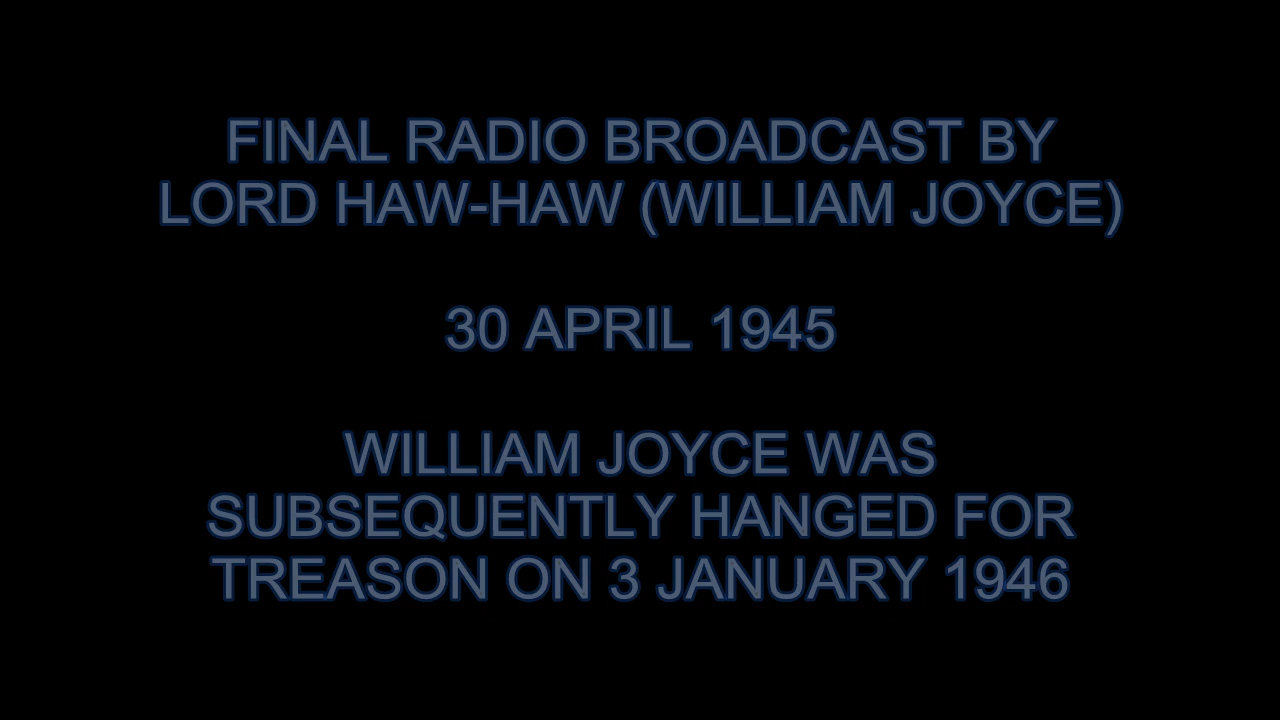 FINAL RADIO BROADCAST BY
LORD HAW-HAW (WILLIAM JOYCE)
30 APRIL 1945
WILLIAM JOYCE WAS
SUBSEQUENTLY HANGED FOR
TREASON ON 3 JANUARY 1946